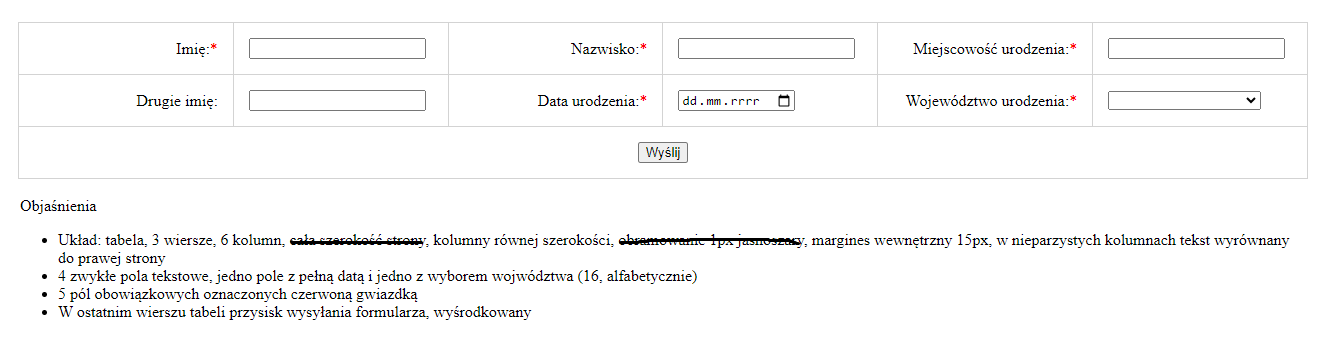 Imię:* Nazwisko:* Miejscowość urodzenia:*
Drugie imię: Data urodzenia:* dd.mm.rrrr Województwo urodzenia:*
Wyślij
Objaśnienia
• Układ: tabela, 3 wiersze, 6 kolumn, cała szerokość strony, kolumny równej szerokości, obramowanie 1px jasnoszary, margines wewnętrzny 15px, w nieparzystych kolumnach tekst wyrównany
do prawej strony
• 4 zwykłe pola tekstowe, jedno pole z pełną datą i jedno z wyborem wojwództwa (16, alfabetycznie)
• 5 pól obowiązkowych oznaczonych czerwoną gwiazdką
• W ostatnim wierszu tabeli przysisk wysyłania formularza, wyśrodkowany